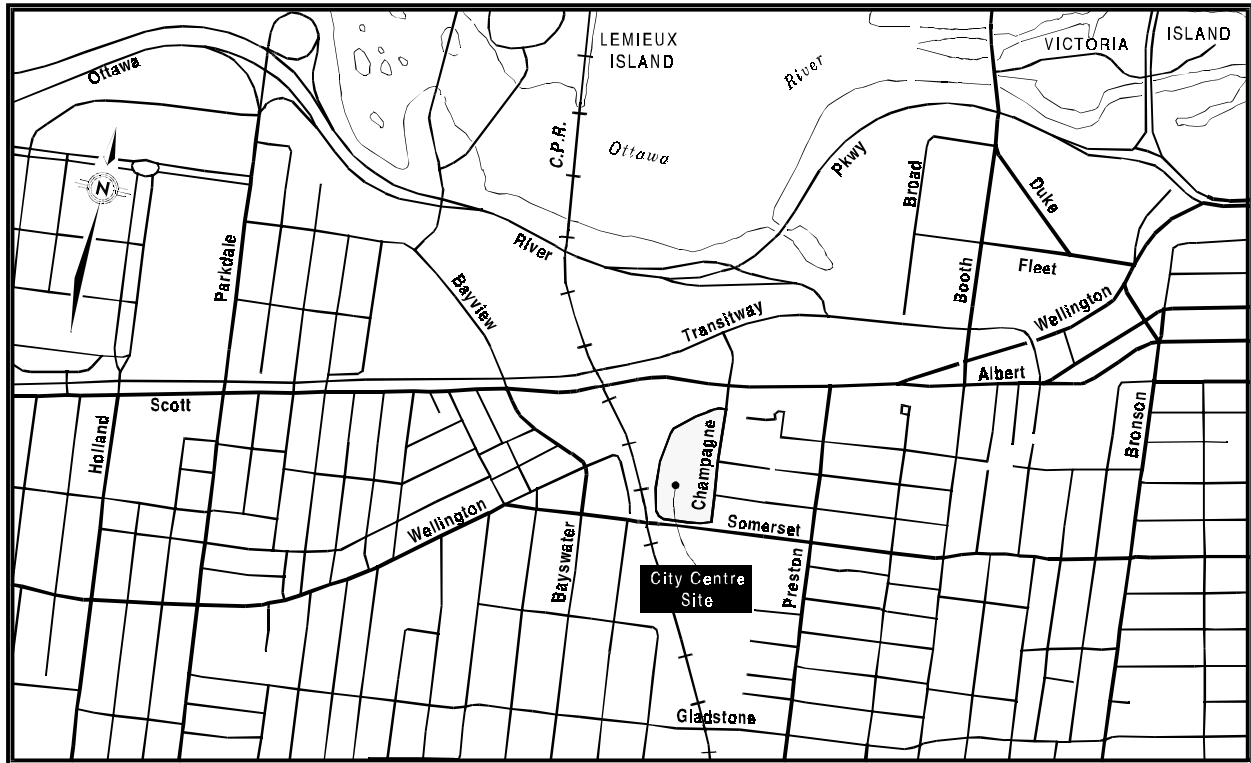 LEMIEUX
ISLAND
VICTORIA
ISLAND
Ottawa
River
C.P.R.
Ottawa
Pkwy
Broad
Duke
N
Parkdale
River
Bayview
Booth
Fleet
Wellington
Transitway
Albert
Scott
Holland
Champagne
Bronson
Wellington
Somerset
Bayswater
Preston
City Centre
Site
Gladstone